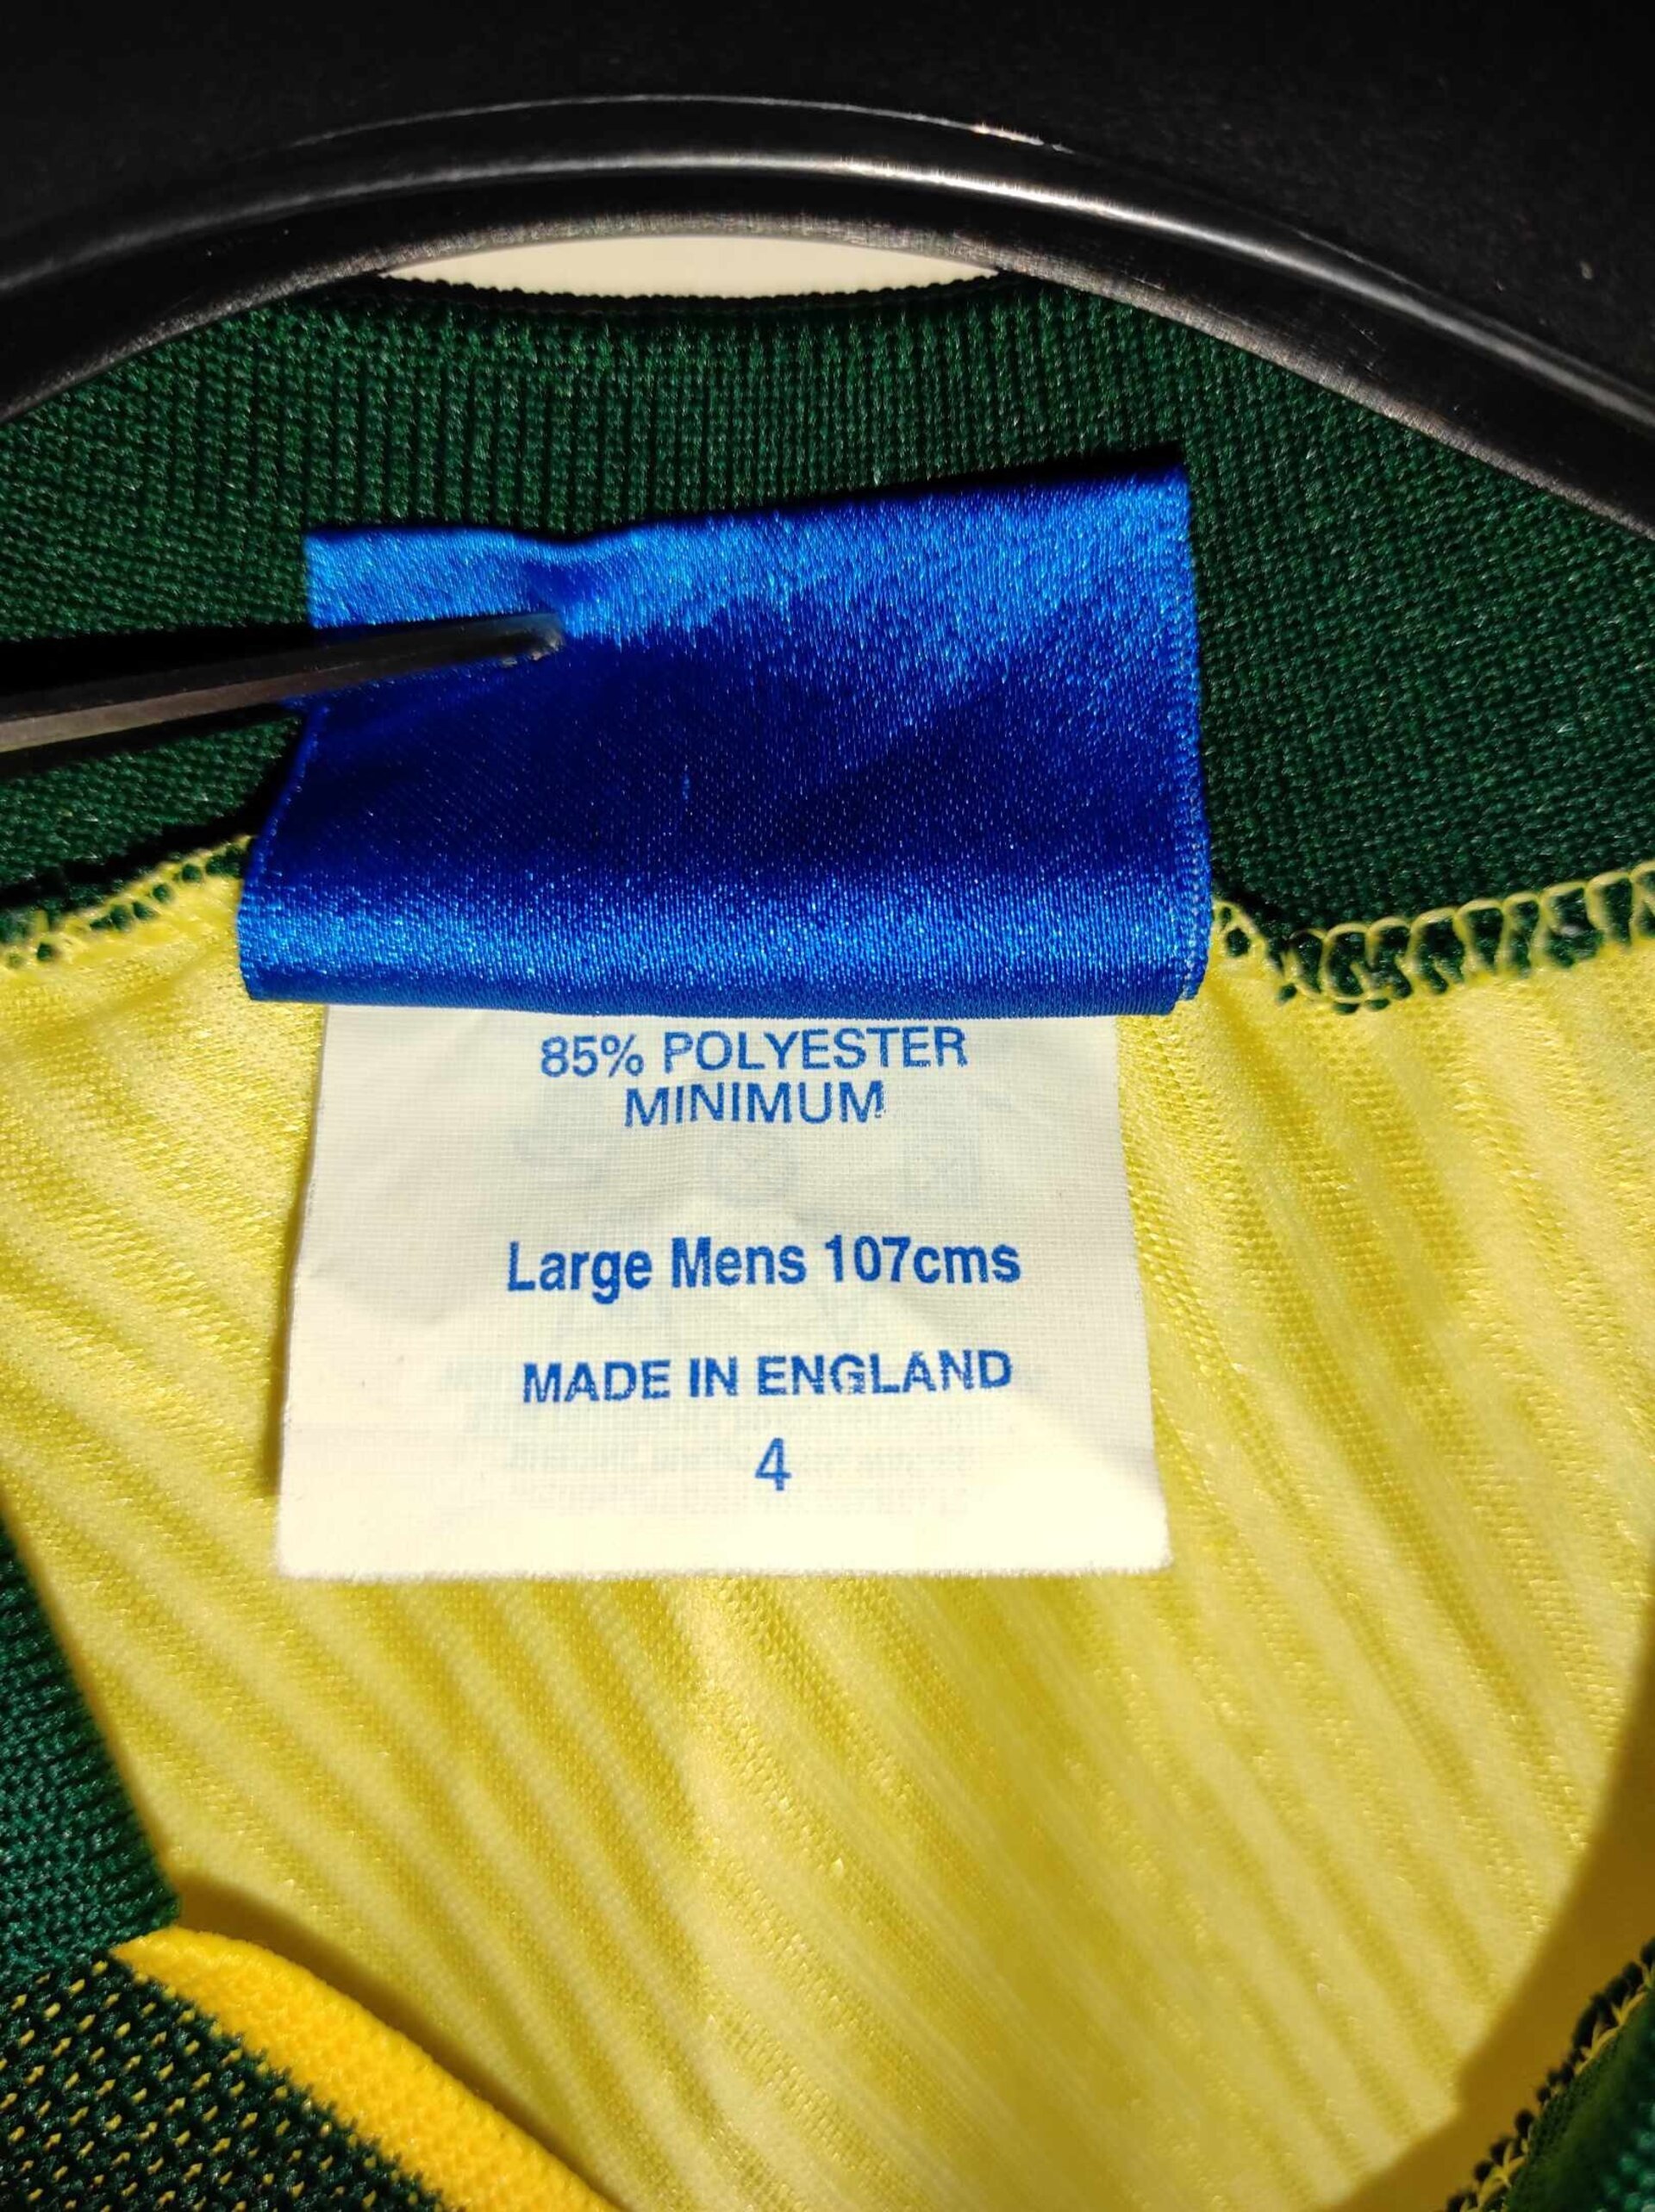 85% POLYESTER
MINIMUM
Large Mens 107cms
MADE IN ENGLAND
4